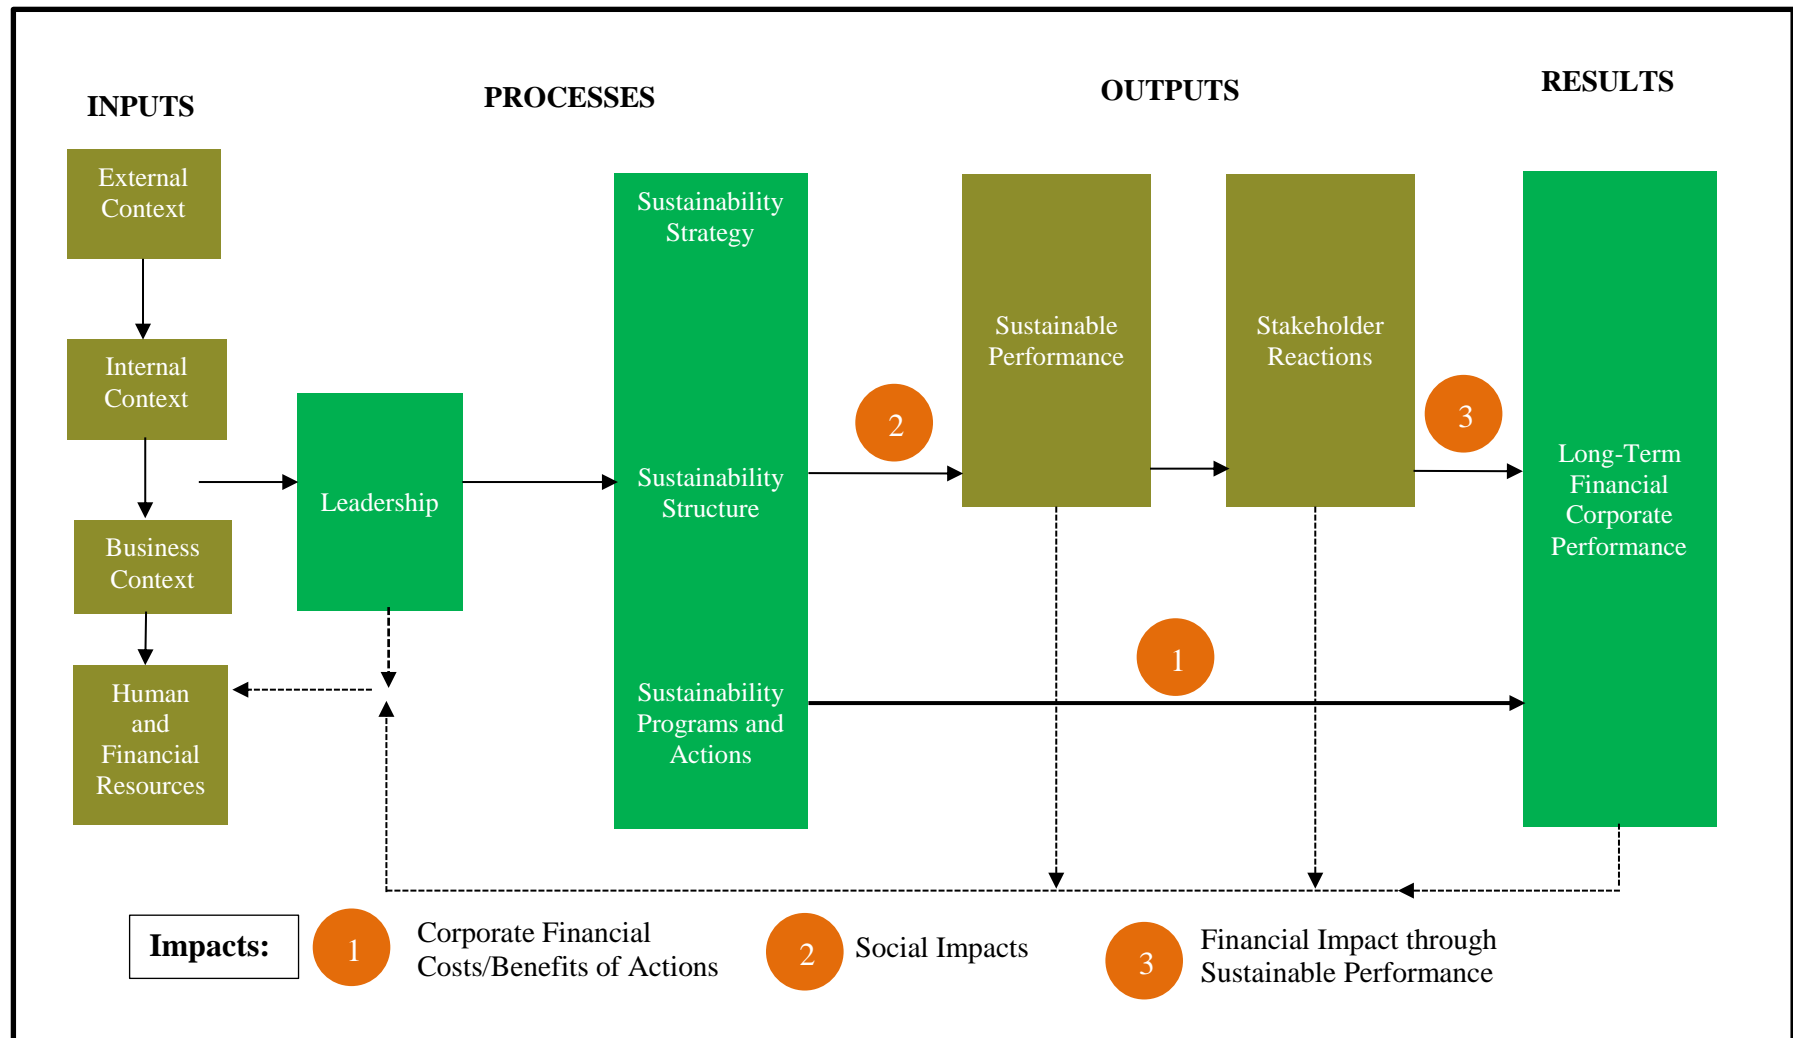 INPUTS
PROCESSES
OUTPUTS
RESULTS
External
Context
Internal
Context
Business
Context
Human
and
Financial
Resources
Leadership
Sustainability
Strategy
Sustainability
Structure
Sustainability
Programs and
Actions
2
Sustainable
Performance
Stakeholder
Reactions
3
1
Long-Term
Financial
Corporate
Performance
Impacts:
1
Corporate Financial
Costs/Benefits of Actions
2
Social Impacts
3
Financial Impact through
Sustainable Performance